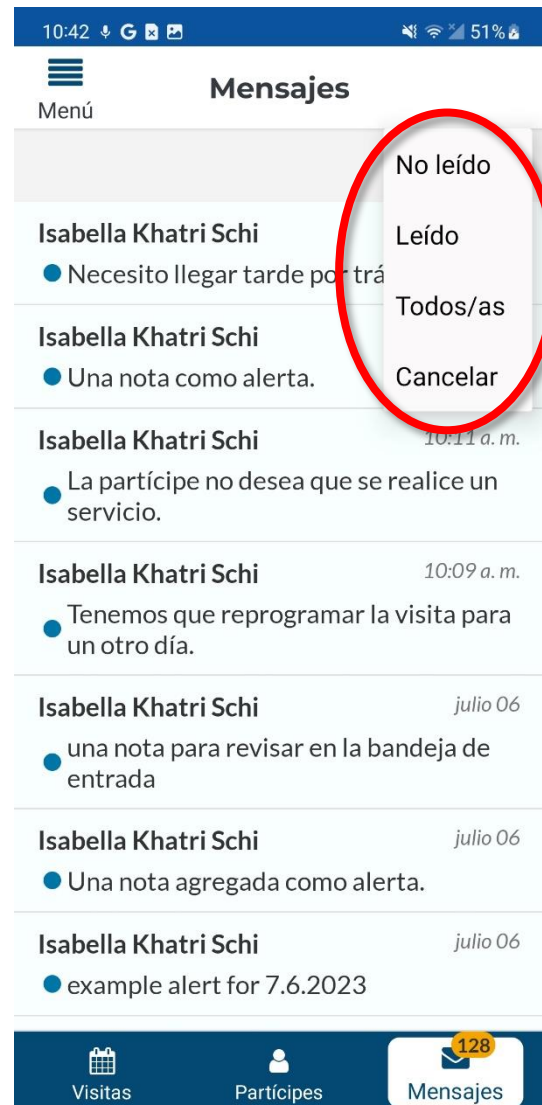 10:42 G 51%
Menú
Mensajes
No leído
Leído
Todos/as
Cancelar
Isabella Khatri Schi
Necesito llegar tarde por trá
Isabella Khatri Schi
Una nota como alerta.
Isabella Khatri Schi 10:11 a. m.
La partícipe no desea que se realice un
servicio.
Isabella Khatri Schi 10:09 a. m.
Tenemos que reprogramar la visita para
un otro día.
Isabella Khatri Schi julio 06
una nota para revisar en la bandeja de
entrada
Isabella Khatri Schi julio 06
Una nota agregada como alerta.
Isabella Khatri Schi julio 06
example alert for 7.6.2023
128
Visitas Partícipes Mensajes